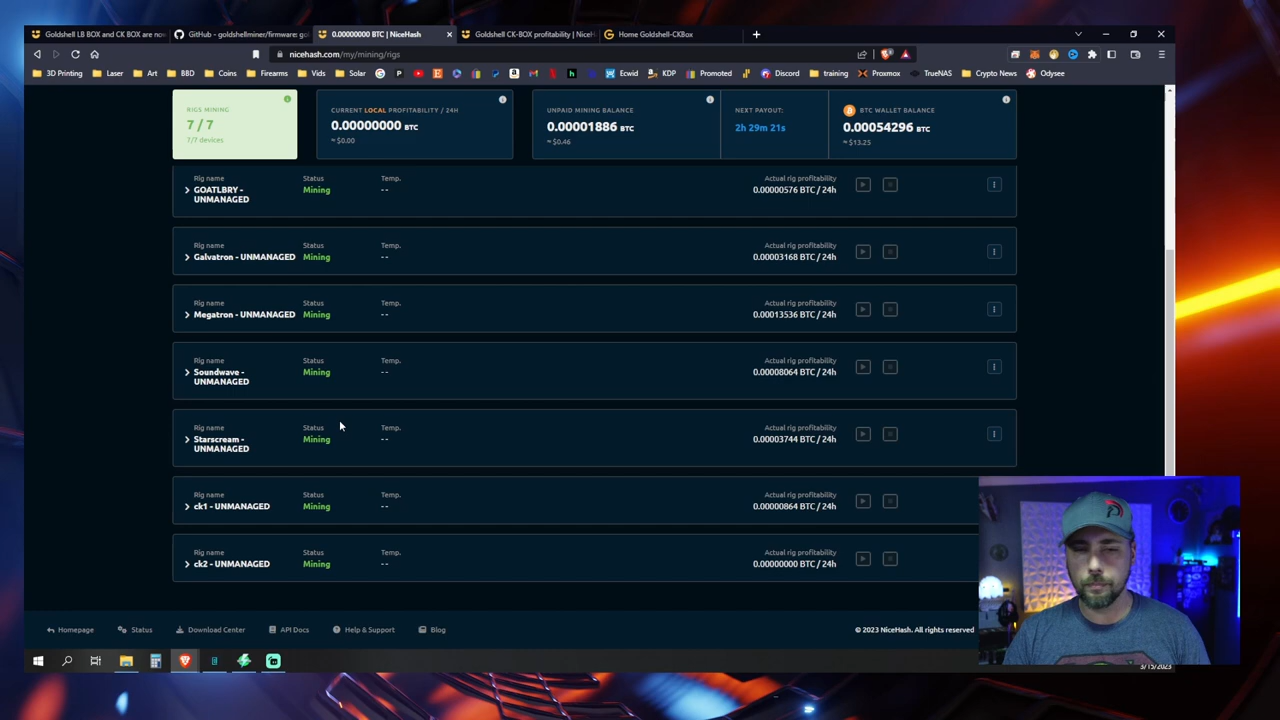 Goldshell LB BOX and CK BOX are now
GitHub - goldshellminer/firmware: gol
0.00000000 BTC | NiceHash
Goldshell CK-BOX profitability | NiceH
Home Goldshell-CKBox
nicehash.com/my/mining/rigs
3D Printing
Laser
Art
BBD
Coins
Firearms
Vids
Solar
Ecwid
KDP
Promoted
Discord
training
Proxmox
TrueNAS
Crypto News
Odysee
RIGS MINING
7 / 7
7/7 devices
CURRENT LOCAL PROFITABILITY / 24H
0.00000000 BTC
≈ $0.00
UNPAID MINING BALANCE
0.00001886 BTC
≈ $0.46
NEXT PAYOUT:
2h 29m 21s
BTC WALLET BALANCE
0.00054296 BTC
≈ $13.25
Rig name
GOATLBRY -
UNMANAGED
Status
Mining
Temp.
--
Actual rig profitability
0.00000576 BTC / 24h
Rig name
Galvatron - UNMANAGED
Status
Mining
Temp.
--
Actual rig profitability
0.00003168 BTC / 24h
Rig name
Megatron - UNMANAGED
Status
Mining
Temp.
--
Actual rig profitability
0.00013536 BTC / 24h
Rig name
Soundwave -
UNMANAGED
Status
Mining
Temp.
--
Actual rig profitability
0.00008064 BTC / 24h
Rig name
Starscream -
UNMANAGED
Status
Mining
Temp.
--
Actual rig profitability
0.00003744 BTC / 24h
Rig name
ck1 - UNMANAGED
Status
Mining
Temp.
--
Actual rig profitability
0.00000864 BTC / 24h
Rig name
ck2 - UNMANAGED
Status
Mining
Temp.
--
Actual rig profitability
0.00000000 BTC / 24h
Homepage
Status
Download Center
API Docs
Help & Support
Blog
© 2023 NiceHash. All rights reserved
3/15/2023